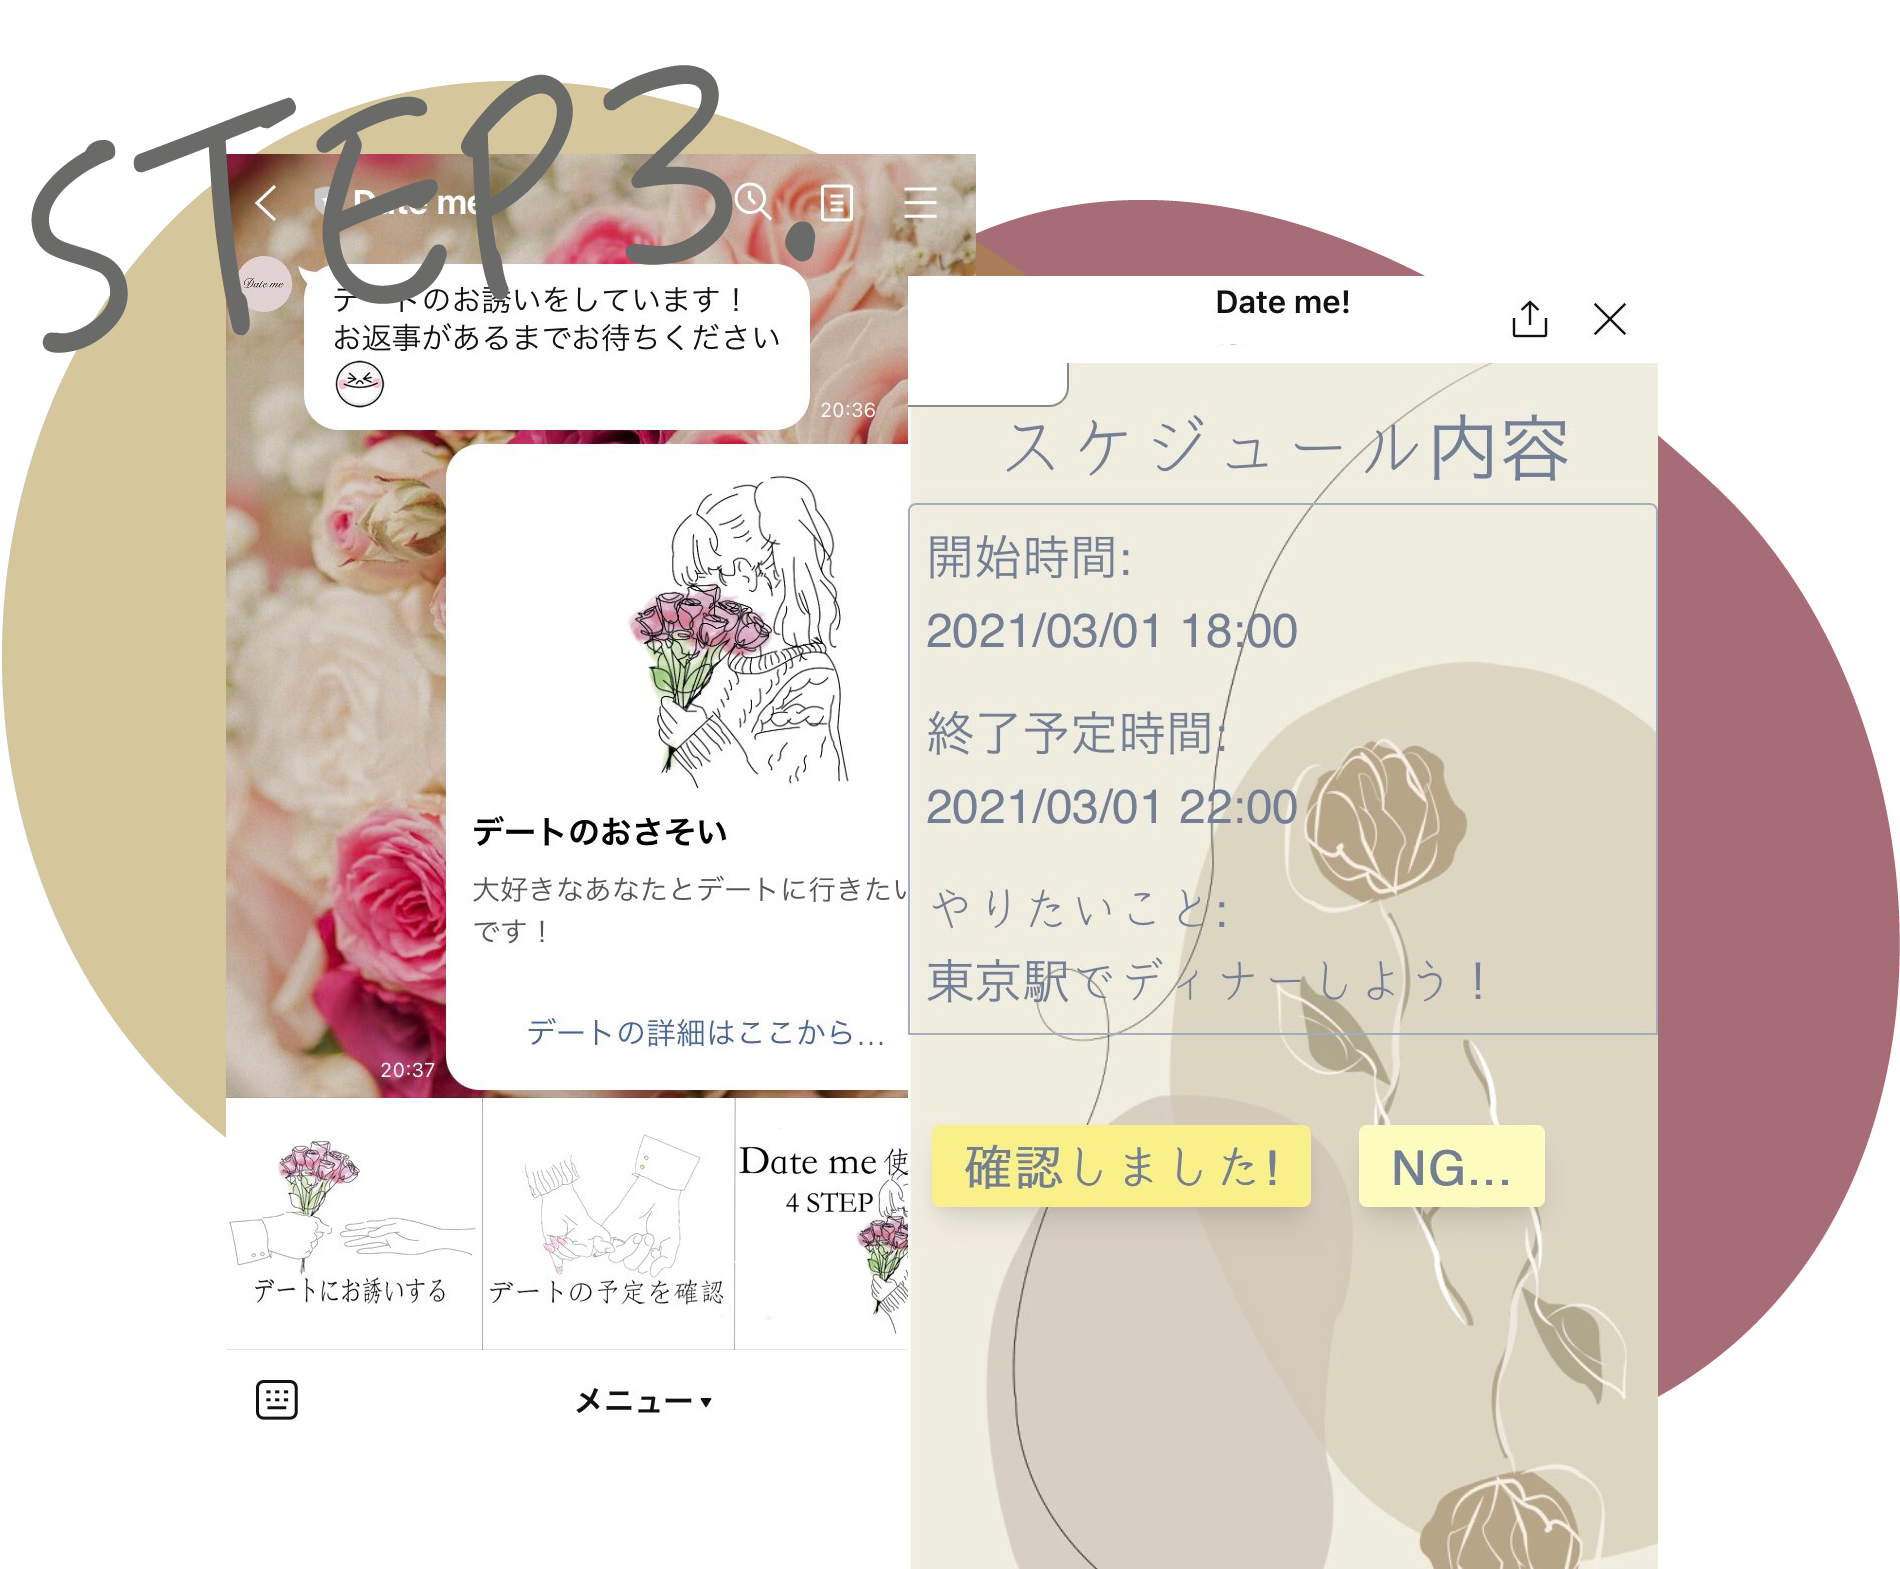 STEP3.
Date me
Date me
デートのお誘いをしています！
お返事があるまでお待ちください
20:36
デートのおさそい
大好きなあなたとデートに行きたい
です！
デートの詳細はここから...
20:37
デートにお誘いする
デートの予定を確認
Date me 使
4 STEP
メニュー▼
Date me!
スケジュール内容
開始時間:
2021/03/01 18:00
終了予定時間:
2021/03/01 22:00
やりたいこと:
東京駅でディナーしよう！
確認しました!
NG...